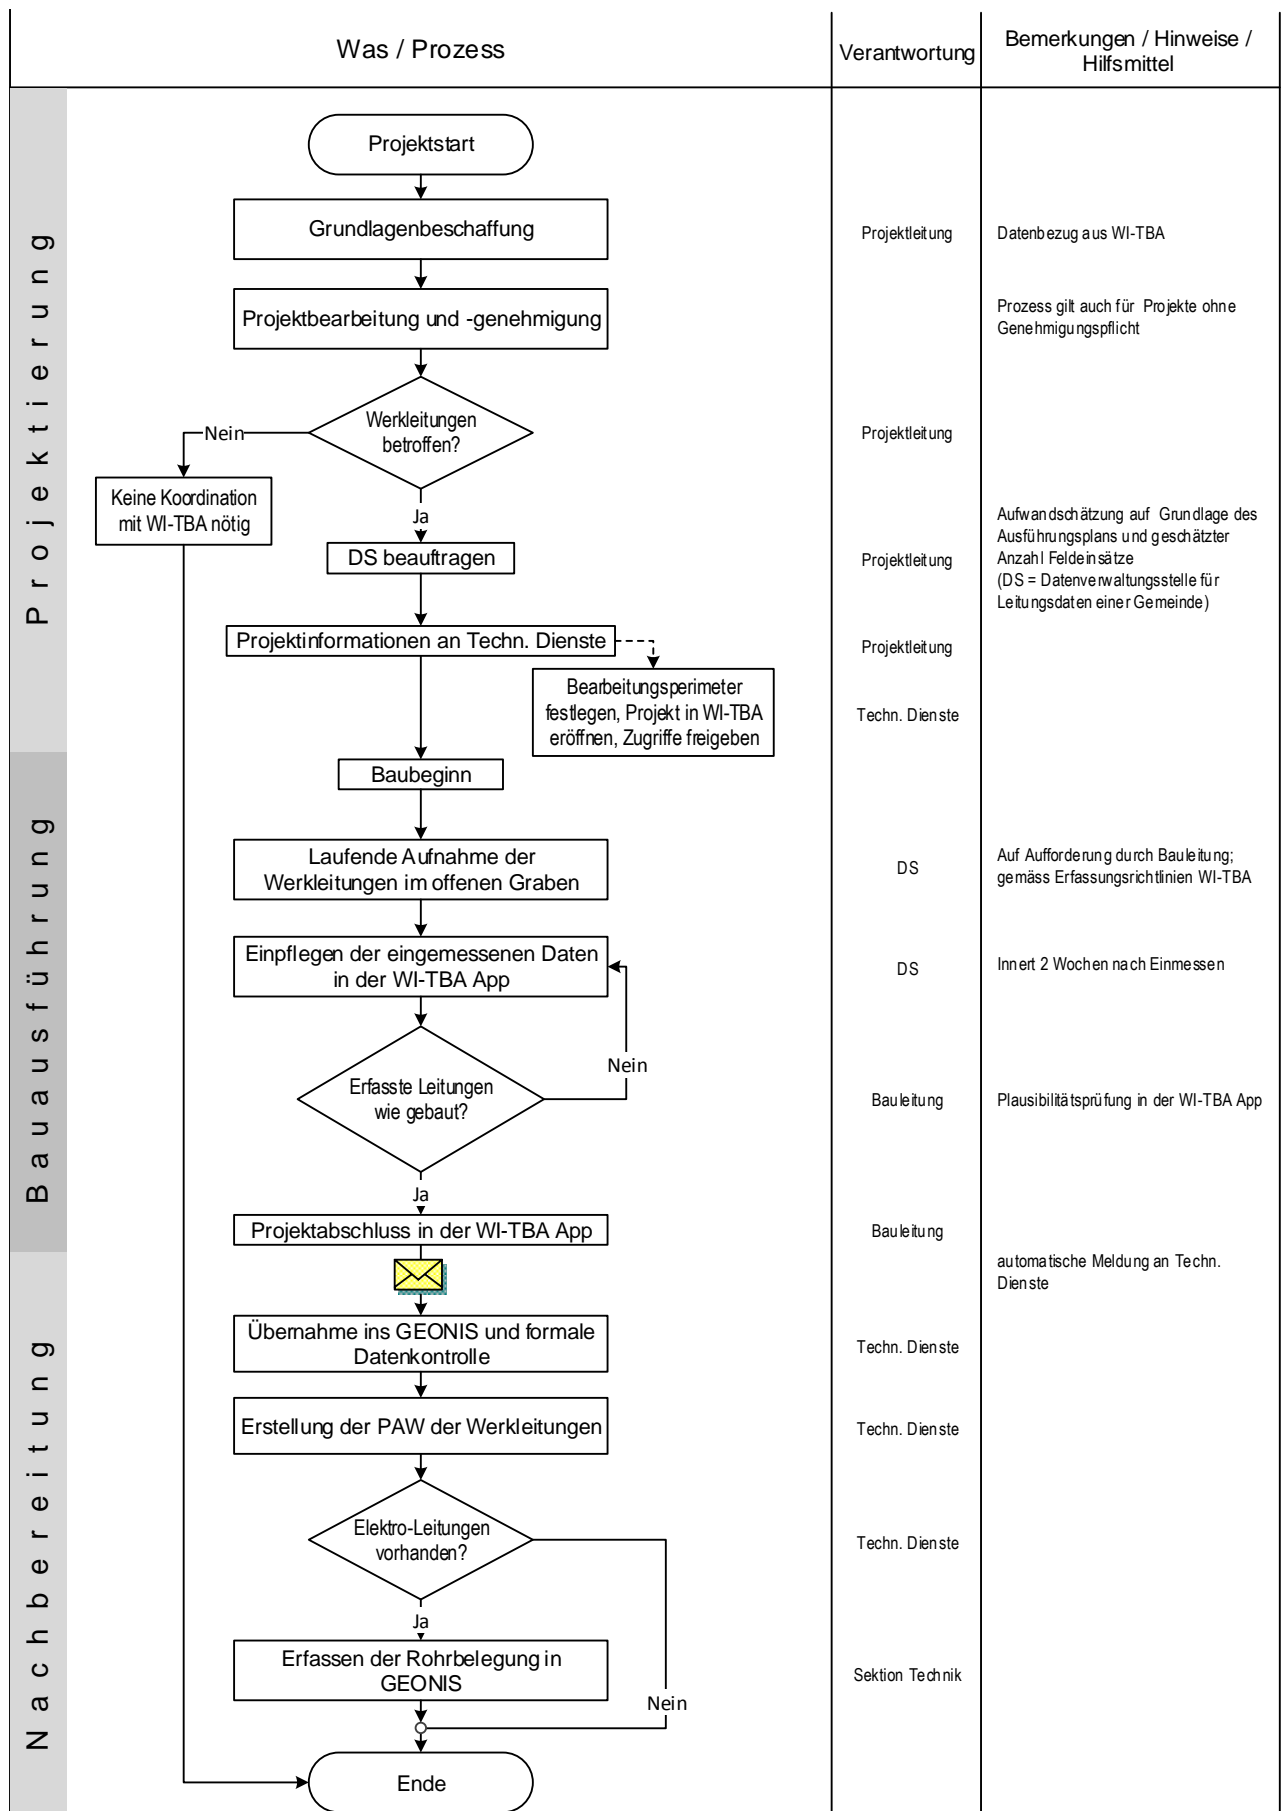 Was / Prozess
Verantwortung
Bemerkungen / Hinweise /
Hilfsmittel
Projektierung
Projektstart
Grundlagenbeschaffung
Projektleitung
Datenbezug aus WI-TBA
Projektbearbeitung und -genehmigung
Prozess gilt auch für Projekte ohne
Genehmigungspflicht
Werkleitungen
betroffen?
Nein
Projektleitung
Keine Koordination
mit WI-TBA nötig
Ja
DS beauftragen
Projektleitung
Aufwandschätzung auf Grundlage des
Ausführungsplans und geschätzter
Anzahl Feldeinsätze
(DS = Datenverwaltungsstelle für
Leitungsdaten einer Gemeinde)
Projektinformationen an Techn. Dienste
Projektleitung
Bearbeitungsperimeter
festlegen, Projekt in WI-TBA
eröffnen, Zugriffe freigeben
Techn. Dienste
Bauausführung
Baubeginn
Laufende Aufnahme der
Werkleitungen im offenen Graben
DS
Auf Aufforderung durch Bauleitung;
gemäss Erfassungsrichtlinien WI-TBA
Einpflegen der eingemessenen Daten
in der WI-TBA App
DS
Innert 2 Wochen nach Einmessen
Erfasste Leitungen
wie gebaut?
Nein
Bauleitung
Plausibilitätsprüfung in der WI-TBA App
Ja
Projektabschluss in der WI-TBA App
Bauleitung
automatische Meldung an Techn.
Dienste
Nachbereitung
Übernahme ins GEONIS und formale
Datenkontrolle
Techn. Dienste
Erstellung der PAW der Werkleitungen
Techn. Dienste
Elektro-Leitungen
vorhanden?
Techn. Dienste
Ja
Erfassen der Rohrbelegung in
GEONIS
Sektion Technik
Nein
Ende